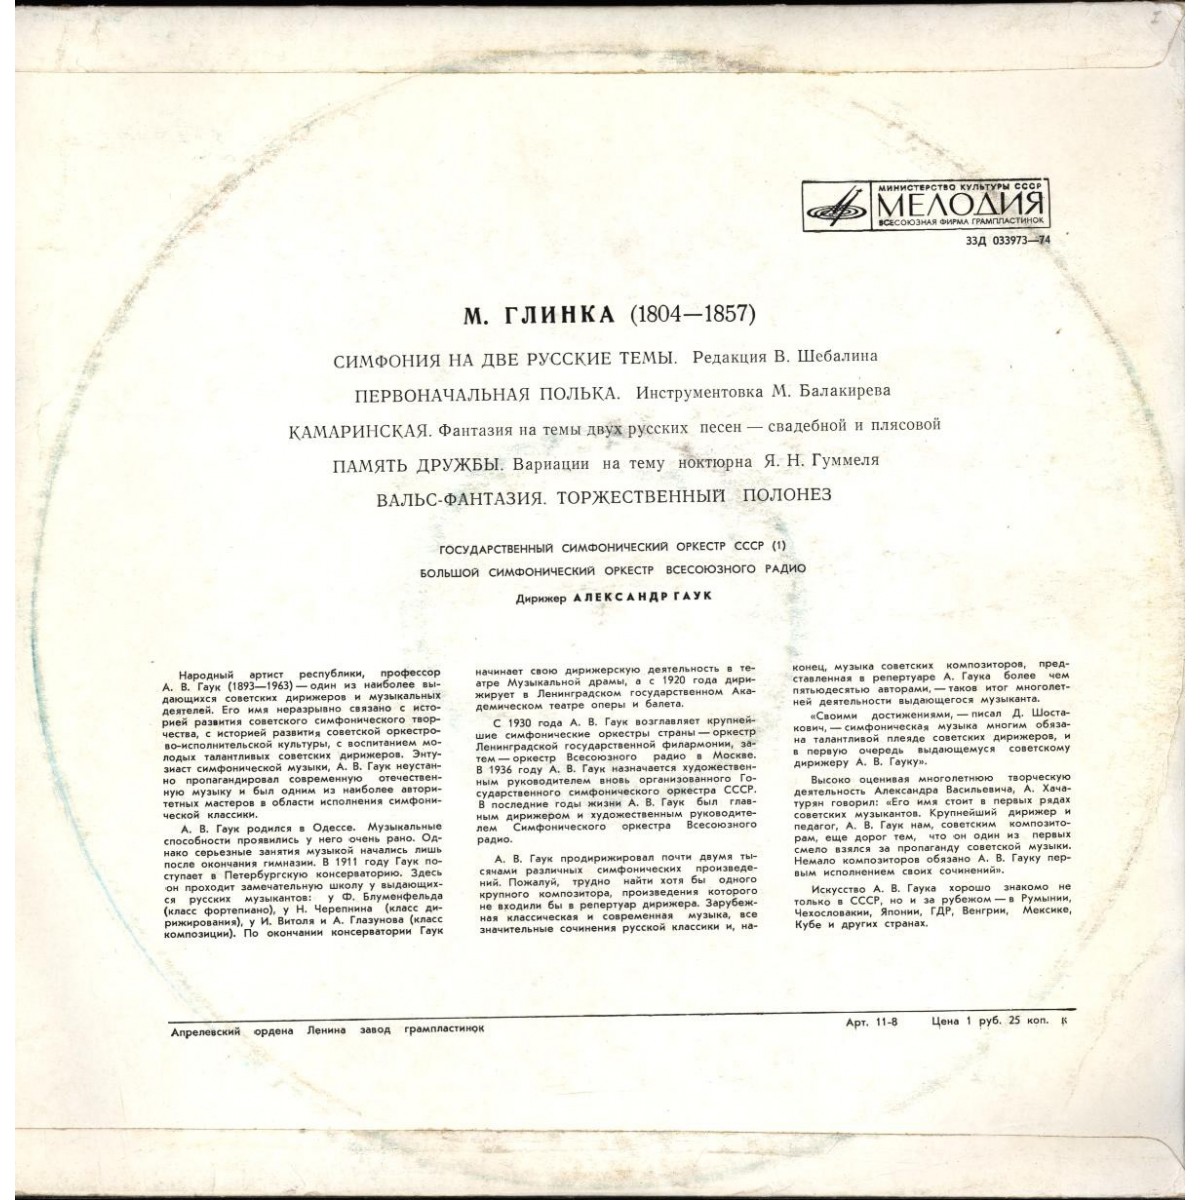 МИНИСТЕРСТВО КУЛЬТУРЫ СССР
МЕЛОДИЯ
ВСЕСОЮЗНАЯ ФИРМА ГРАМПЛАСТИНОК
33Д 033973—74
М. ГЛИНКА (1804—1857)
СИМФОНИЯ НА ДВЕ РУССКИЕ ТЕМЫ. Редакция В. Шебалина
ПЕРВОНАЧАЛЬНАЯ ПОЛЬКА. Инструментовка М. Балакирева
КАМАРИНСКАЯ. Фантазия на темы двух русских песен — свадебной и плясовой
ПАМЯТЬ ДРУЖБЫ. Вариации на тему ноктюрна Я. Н. Гуммеля
ВАЛЬС-ФАНТАЗИЯ. ТОРЖЕСТВЕННЫЙ ПОЛОНЕЗ
ГОСУДАРСТВЕННЫЙ СИМФОНИЧЕСКИЙ ОРКЕСТР СССР (1)
БОЛЬШОЙ СИМФОНИЧЕСКИЙ ОРКЕСТР ВСЕСОЮЗНОГО РАДИО
Дирижер АЛЕКСАНДР ГАУК
Народный артист республики, профессор
А. В. Гаук (1893—1963) — один из наиболее вы-
дающихся советских дирижеров и музыкальных
деятелей. Его имя неразрывно связано с исто-
рией развития советского симфонического твор-
чества, с историей развития советской оркестро-
во-исполнительской культуры, с воспитанием мо-
лодых талантливых советских дирижеров. Энту-
зиаст симфонической музыки, А. В. Гаук неустан-
но пропагандировал современную отечествен-
ную музыку и был одним из наиболее автори-
тетных мастеров в области исполнения симфони-
ческой классики.
А. В. Гаук родился в Одессе. Музыкальные
способности проявились у него очень рано. Од-
нако серьезные занятия музыкой начались лишь
после окончания гимназии. В 1911 году Гаук по-
ступает в Петербургскую консерваторию. Здесь
он проходит замечательную школу у выдающих-
ся русских музыкантов: у Ф. Блуменфельда
(класс фортепиано), у Н. Черепнина (класс ди-
рижирования), у И. Витоля и А. Глазунова (класс
композиции). По окончании консерватории Гаук
начинает свою дирижерскую деятельность в те-
атре Музыкальной драмы, а с 1920 года дири-
жирует в Ленинградском государственном Ака-
демическом театре оперы и балета.
С 1930 года А. В. Гаук возглавляет крупней-
шие симфонические оркестры страны — оркестр
Ленинградской государственной филармонии, за-
тем — оркестр Всесоюзного радио в Москве.
В 1936 году А. В. Гаук назначается художествен-
ным руководителем вновь организованного Го-
сударственного симфонического оркестра СССР.
В последние годы жизни А. В. Гаук был глав-
ным дирижером и художественным руководите-
лем Симфонического оркестра Всесоюзного
радио.
А. В. Гаук продирижировал почти двумя ты-
сячами различных симфонических произведе-
ний. Пожалуй, трудно найти хотя бы одного
крупного композитора, произведения которого
не входили бы в репертуар дирижера. Зарубеж-
ная классическая и современная музыка, все
значительные сочинения русской классики и, на-
конец, музыка советских композиторов, пред-
ставленная в репертуаре А. Гаука более чем
пятьюдесятью авторами, — таков итог многолет-
ней деятельности выдающегося музыканта.
«Своими достижениями, — писал Д. Шоста-
кович, — симфоническая музыка многим обяза-
на талантливой плеяде советских дирижеров, и
в первую очередь выдающемуся советскому
дирижеру А. В. Гауку».
Высоко оценивая многолетнюю творческую
деятельность Александра Васильевича, А. Хача-
турян говорил: «Его имя стоит в первых рядах
советских музыкантов. Крупнейший дирижер и
педагог, А. В. Гаук нам, советским композито-
рам, еще дорог тем, что он один из первых
смело взялся за пропаганду советской музыки.
Немало композиторов обязано А. В. Гауку пер-
вым исполнением своих сочинений».
Искусство А. В. Гаука хорошо знакомо не
только в СССР, но и за рубежом — в Румынии,
Чехословакии, Японии, ГДР, Венгрии, Мексике,
Кубе и других странах.
Апрелевский ордена Ленина завод грампластинок
Арт. 11-8 Цена 1 руб. 25 коп. К